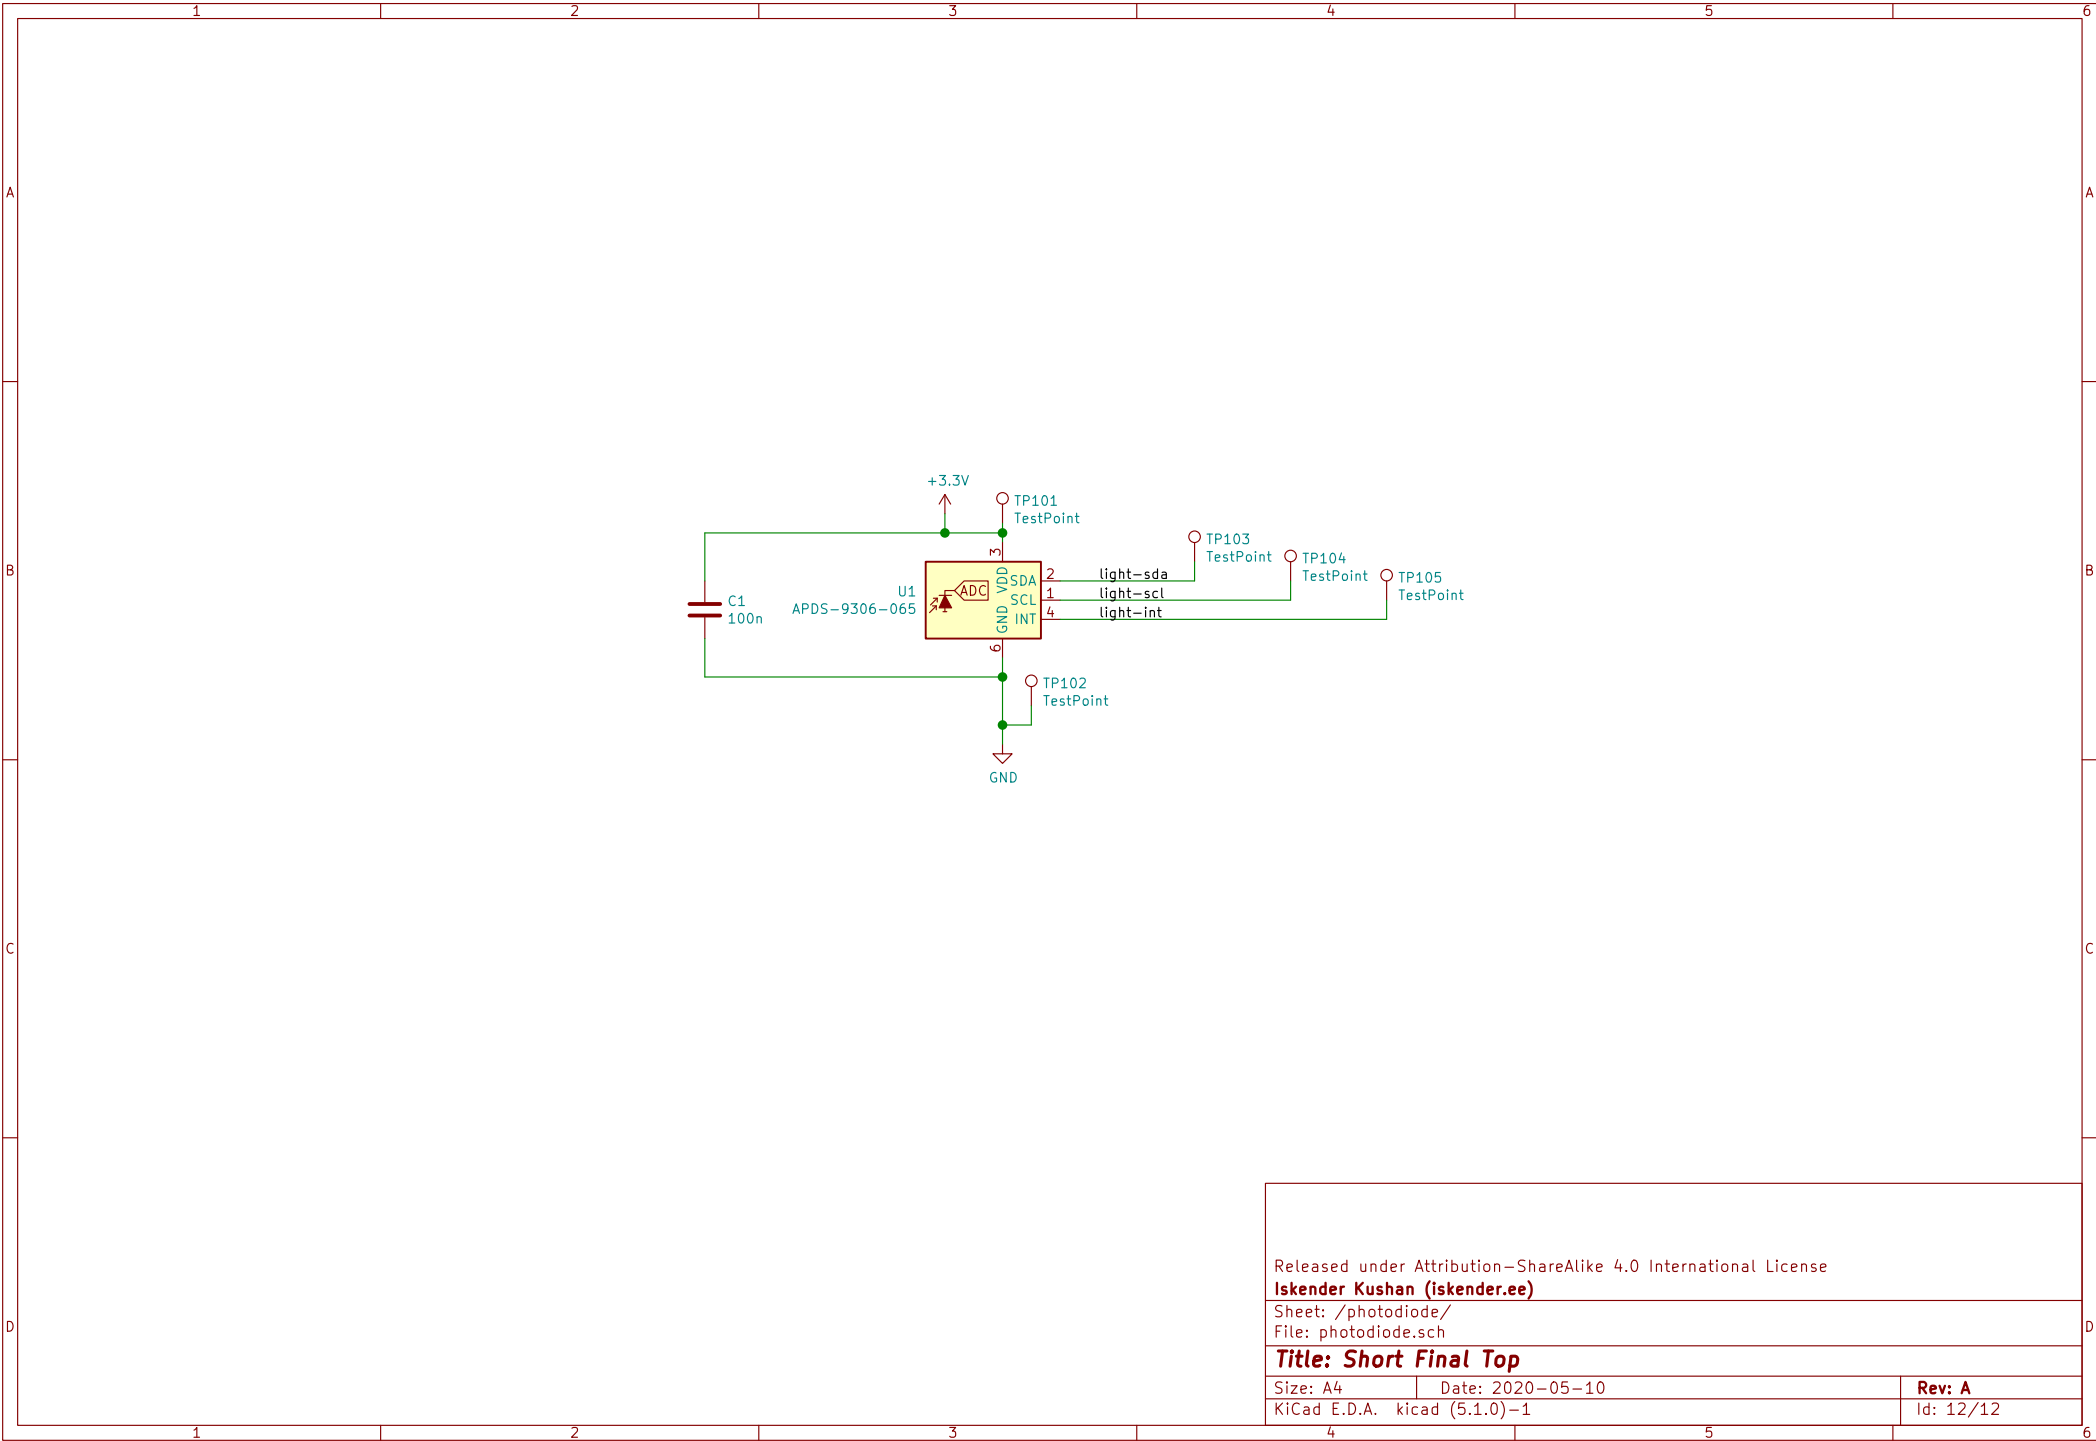 1 2 3 4 5 6
A A
+3.3V
TP101
TestPoint
TP103
TestPoint
TP104
TestPoint
TP105
TestPoint
B B
3
VDD
ADC
SDA 2 light-sda
SCL 1 light-scl
INT 4 light-int
GND
6
U1
APDS-9306-065
C1
100n
TP102
TestPoint
GND
C C
Released under Attribution-ShareAlike 4.0 International License
Iskender Kushan (iskender.ee)
Sheet: /photodiode/
File: photodiode.sch
D D
Title: Short Final Top
Size: A4 Date: 2020-05-10 Rev: A
KiCad E.D.A. kicad (5.1.0)-1 Id: 12/12
1 2 3 4 5 6